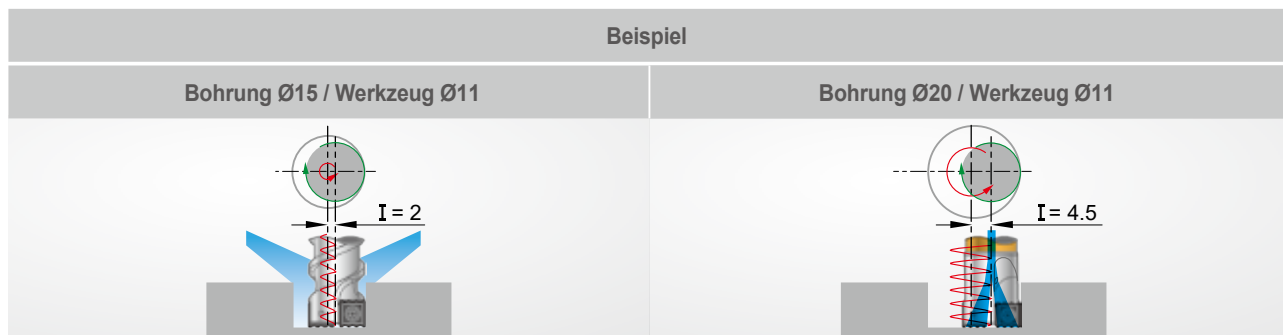 Beispiel
Bohrung Ø15 / Werkzeug Ø11
Bohrung Ø20 / Werkzeug Ø11
I = 2
I = 4.5